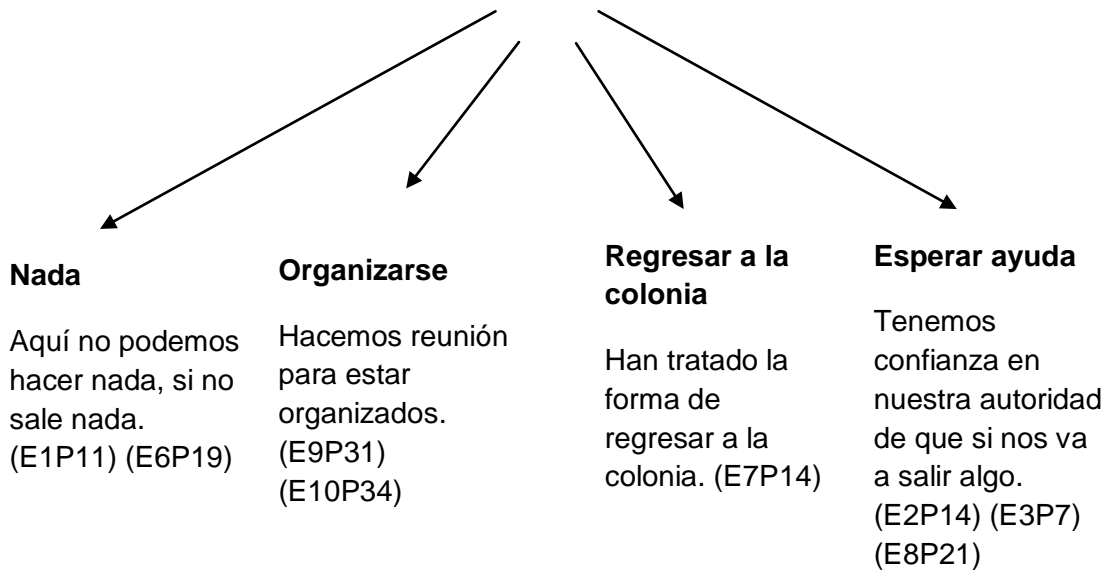 Nada
Aquí no podemos
hacer nada, si no
sale nada.
(E1P11) (E6P19)
Organizarse
Hacemos reunión
para estar
organizados.
(E9P31)
(E10P34)
Regresar a la
colonia
Han tratado la
forma de
regresar a la
colonia. (E7P14)
Esperar ayuda
Tenemos
confianza en
nuestra autoridad
de que si nos va
a salir algo.
(E2P14) (E3P7)
(E8P21)